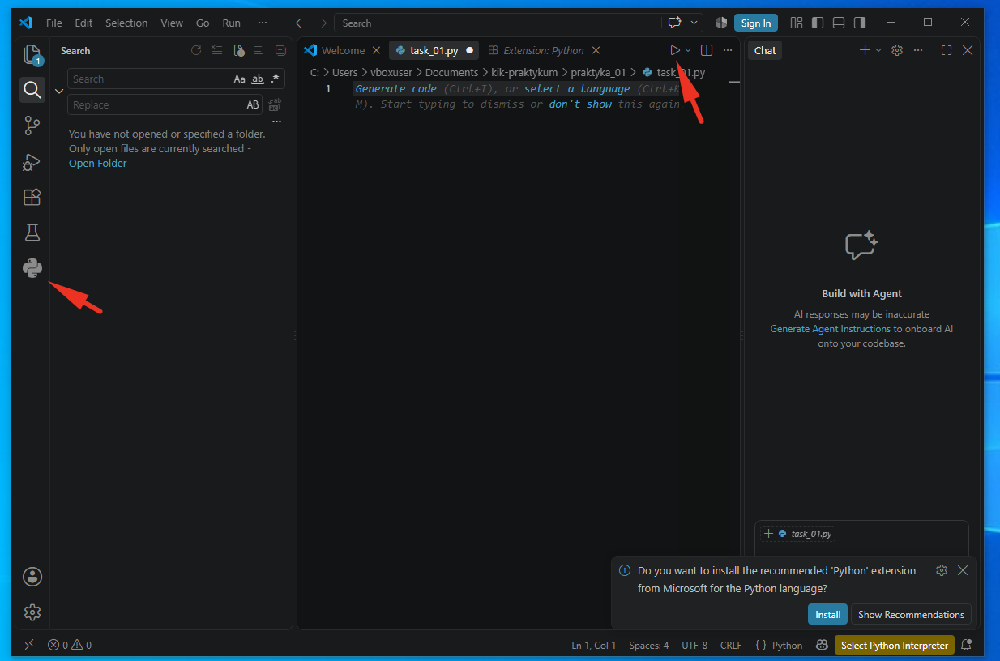 File Edit Selection View Go Run ··· Search Sign In
1
Search
Search Aa ab .*
Replace AB
You have not opened or specified a folder.
Only open files are currently searched -
Open Folder
Welcome task_01.py Extension: Python
C: > Users > vboxuser > Documents > kik-praktykum > praktyka_01 > task_01.py
1 Generate code (Ctrl+I), or select a language (Ctrl+K
M). Start typing to dismiss or don't show this again
Chat
Build with Agent
AI responses may be inaccurate
Generate Agent Instructions to onboard AI
onto your codebase.
task_01.py
Do you want to install the recommended 'Python' extension
from Microsoft for the Python language?
Install Show Recommendations
0 0 Ln 1, Col 1 Spaces: 4 UTF-8 CRLF { } Python Select Python Interpreter